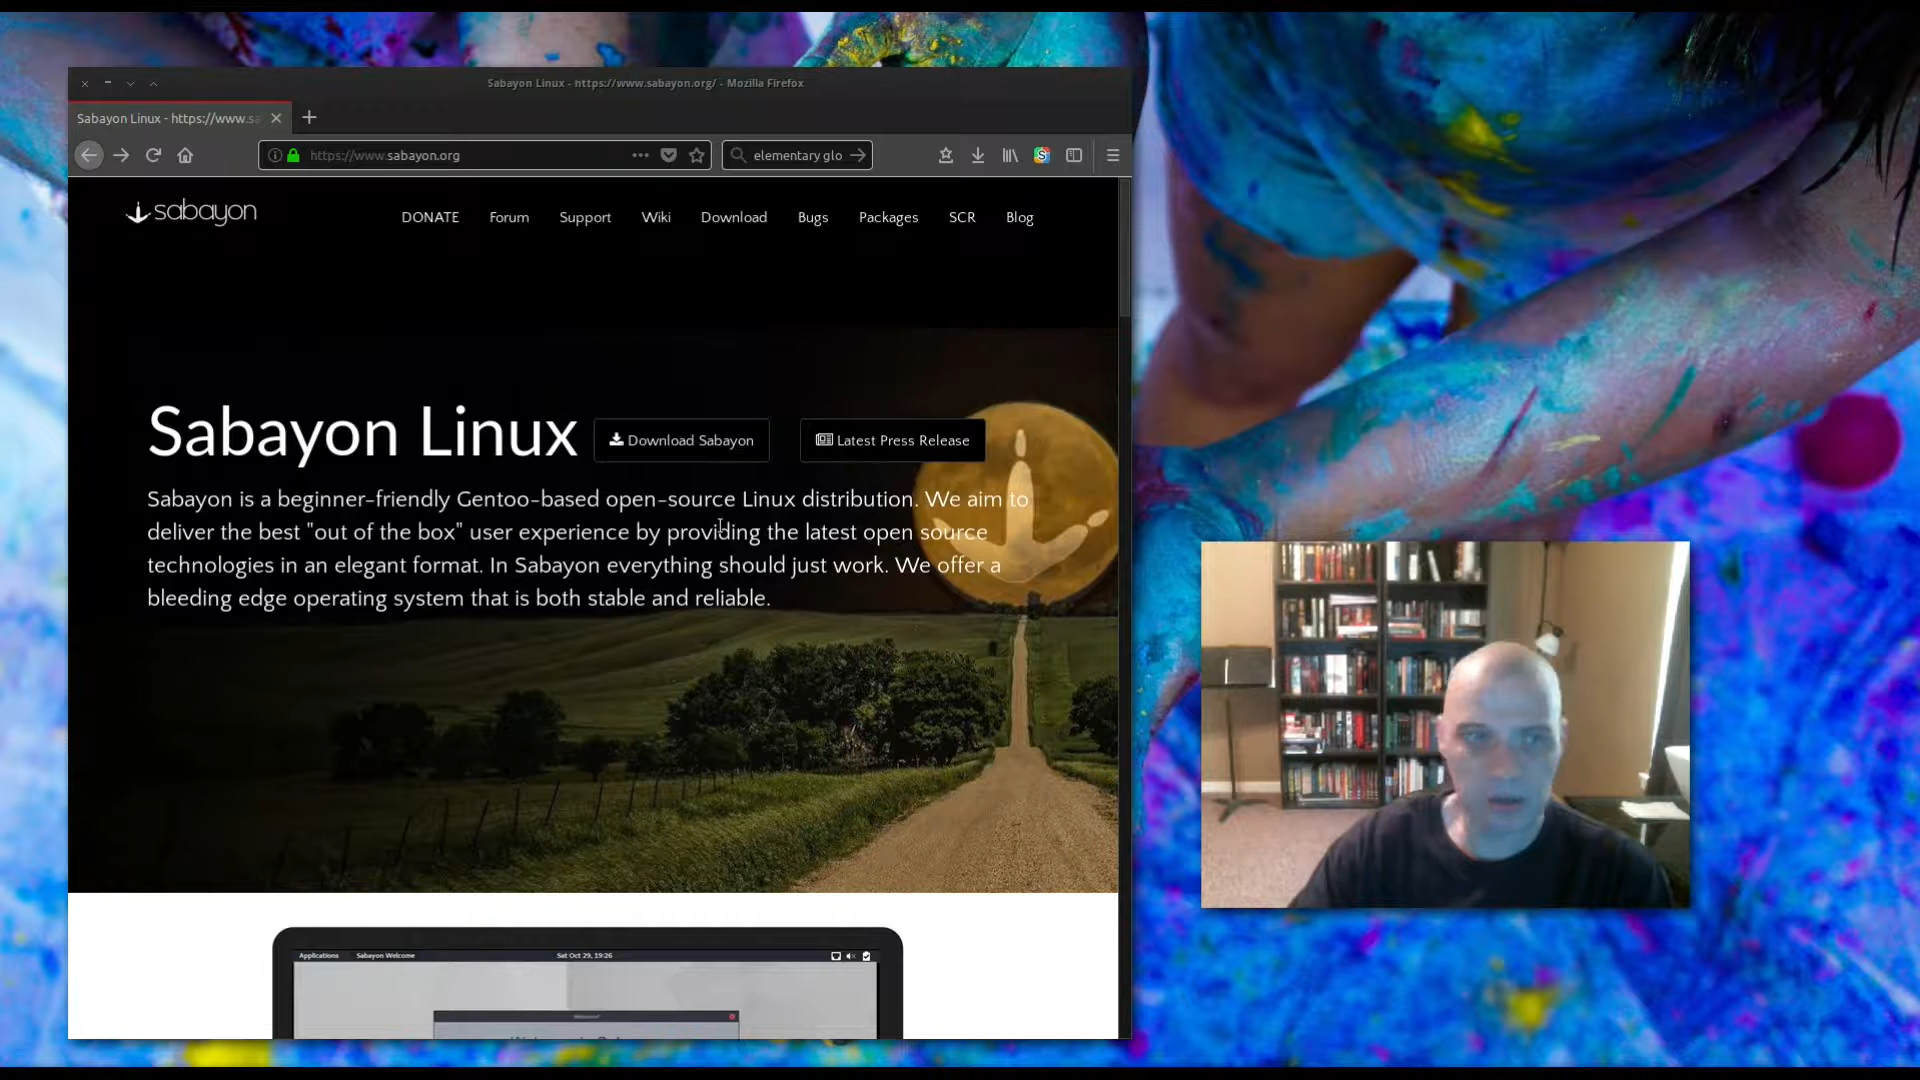 Sabayon Linux - https://www.sabayon.org/ - Mozilla Firefox
Sabayon Linux - https://www.sa
https://www.sabayon.org
elementary glo
sabayon
DONATE Forum Support Wiki Download Bugs Packages SCR Blog
Sabayon Linux
Download Sabayon
Latest Press Release
Sabayon is a beginner-friendly Gentoo-based open-source Linux distribution. We aim to
deliver the best "out of the box" user experience by providing the latest open source
technologies in an elegant format. In Sabayon everything should just work. We offer a
bleeding edge operating system that is both stable and reliable.
Applications Sabayon Welcome Sat Oct 29, 19:26